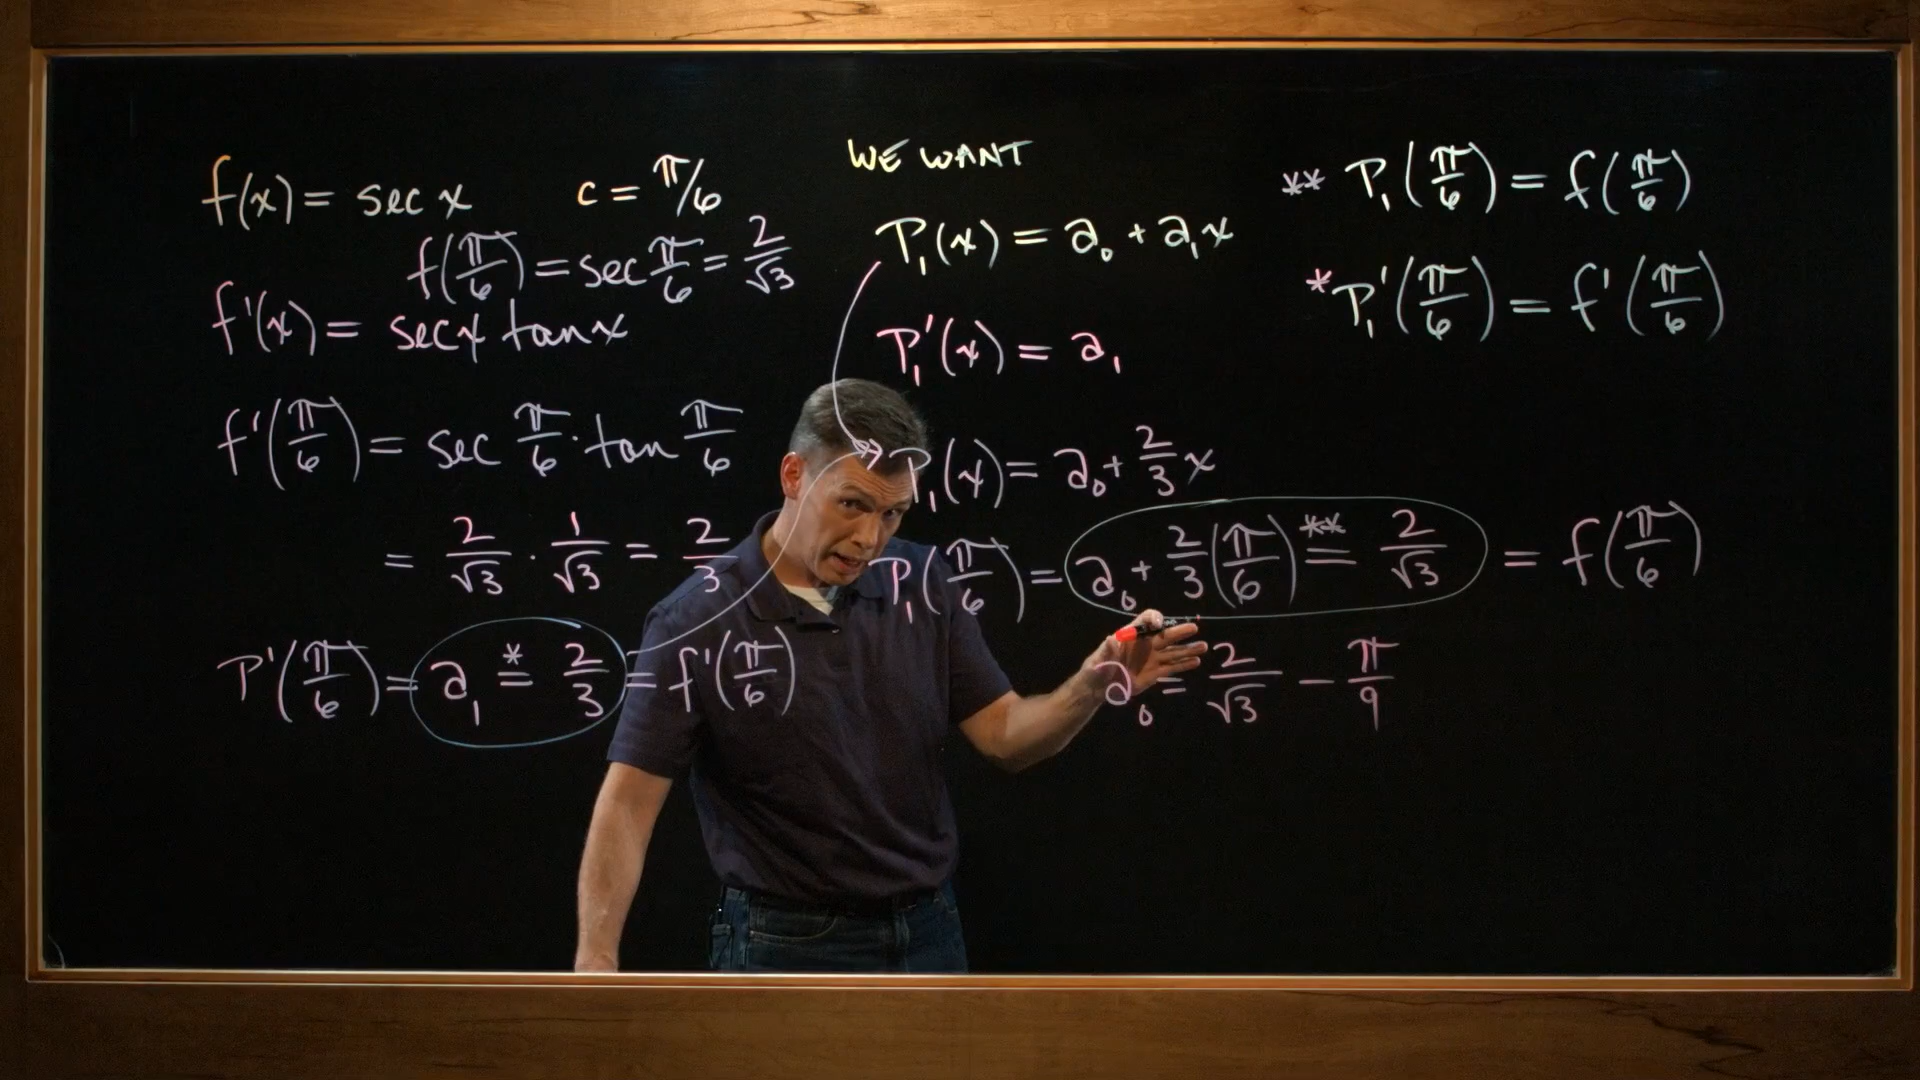 f(x) = sec x   c = π/6
f(π/6) = sec π/6 = 2/√3
f'(x) = sec x tan x
f'(π/6) = sec π/6 · tan π/6
= 2/√3 · 1/√3 = 2/3
P'(π/6) = a₁ *= 2/3 = f'(π/6)
WE WANT
P₁(x) = a₀ + a₁x
P₁'(x) = a₁
P₁(x) = a₀ + 2/3 x
P₁(π/6) = a₀ + 2/3 (π/6) **= 2/√3 = f(π/6)
a₀ = 2/√3 − π/9
** P₁(π/6) = f(π/6)
* P₁'(π/6) = f'(π/6)